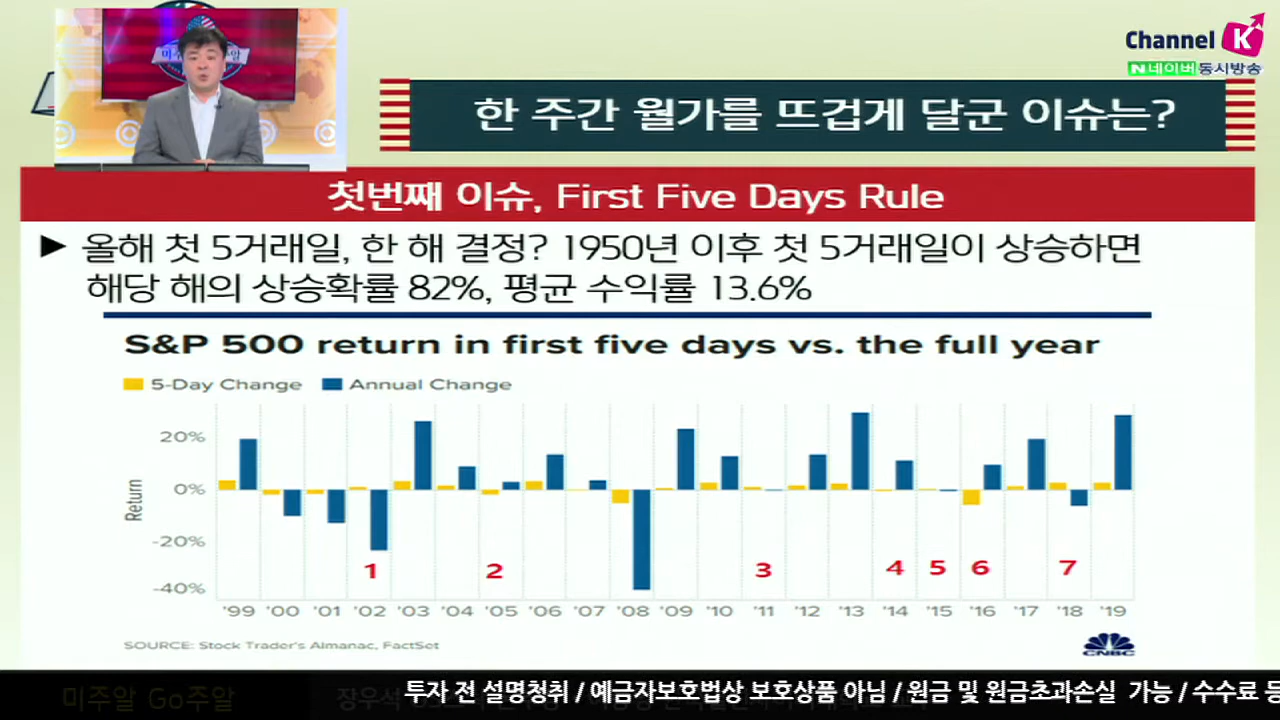 Channel K
N 네이버 동시방송
한 주간 월가를 뜨겁게 달군 이슈는?
첫번째 이슈, First Five Days Rule
▶ 올해 첫 5거래일, 한 해 결정? 1950년 이후 첫 5거래일이 상승하면
해당 해의 상승확률 82%, 평균 수익률 13.6%
S&P 500 return in first five days vs. the full year
5-Day Change Annual Change
20%
0%
-20%
-40%
Return
1 2 3 4 5 6 7
'99 '00 '01 '02 '03 '04 '05 '06 '07 '08 '09 '10 '11 '12 '13 '14 '15 '16 '17 '18 '19
SOURCE: Stock Trader's Almanac, FactSet
CNBC
미주알 Go주알
장우석
투자 전 설명청취 / 예금자보호법상 보호상품 아님 / 원금 및 원금초과손실 가능 / 수수료 등